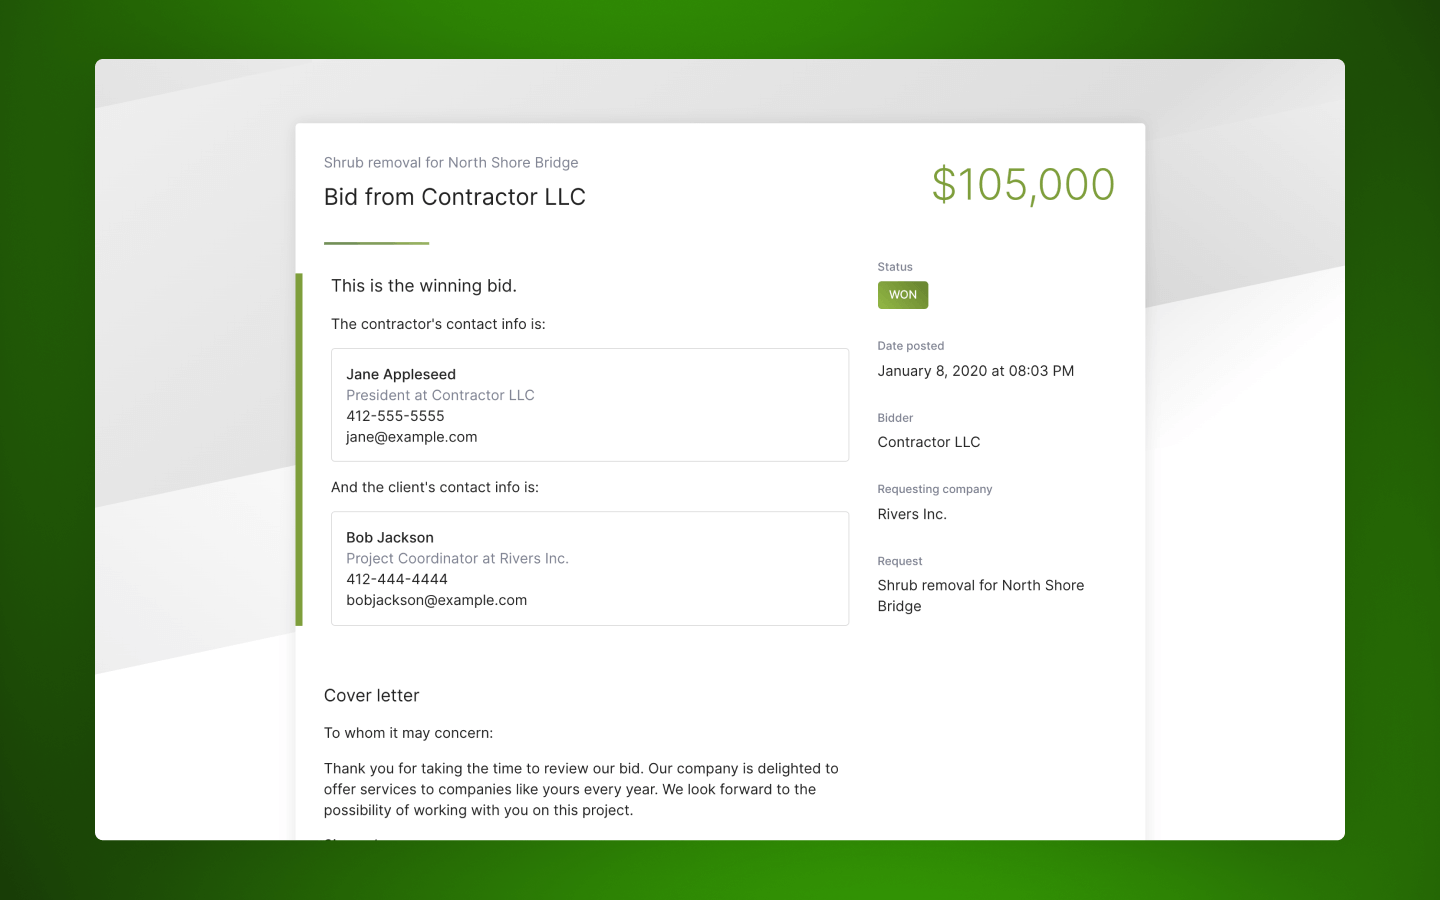 Shrub removal for North Shore Bridge
Bid from Contractor LLC
$105,000
This is the winning bid.
The contractor's contact info is:
Jane Appleseed
President at Contractor LLC
412-555-5555
jane@example.com
And the client's contact info is:
Bob Jackson
Project Coordinator at Rivers Inc.
412-444-4444
bobjackson@example.com
Status
WON
Date posted
January 8, 2020 at 08:03 PM
Bidder
Contractor LLC
Requesting company
Rivers Inc.
Request
Shrub removal for North Shore
Bridge
Cover letter
To whom it may concern:
Thank you for taking the time to review our bid. Our company is delighted to
offer services to companies like yours every year. We look forward to the
possibility of working with you on this project.